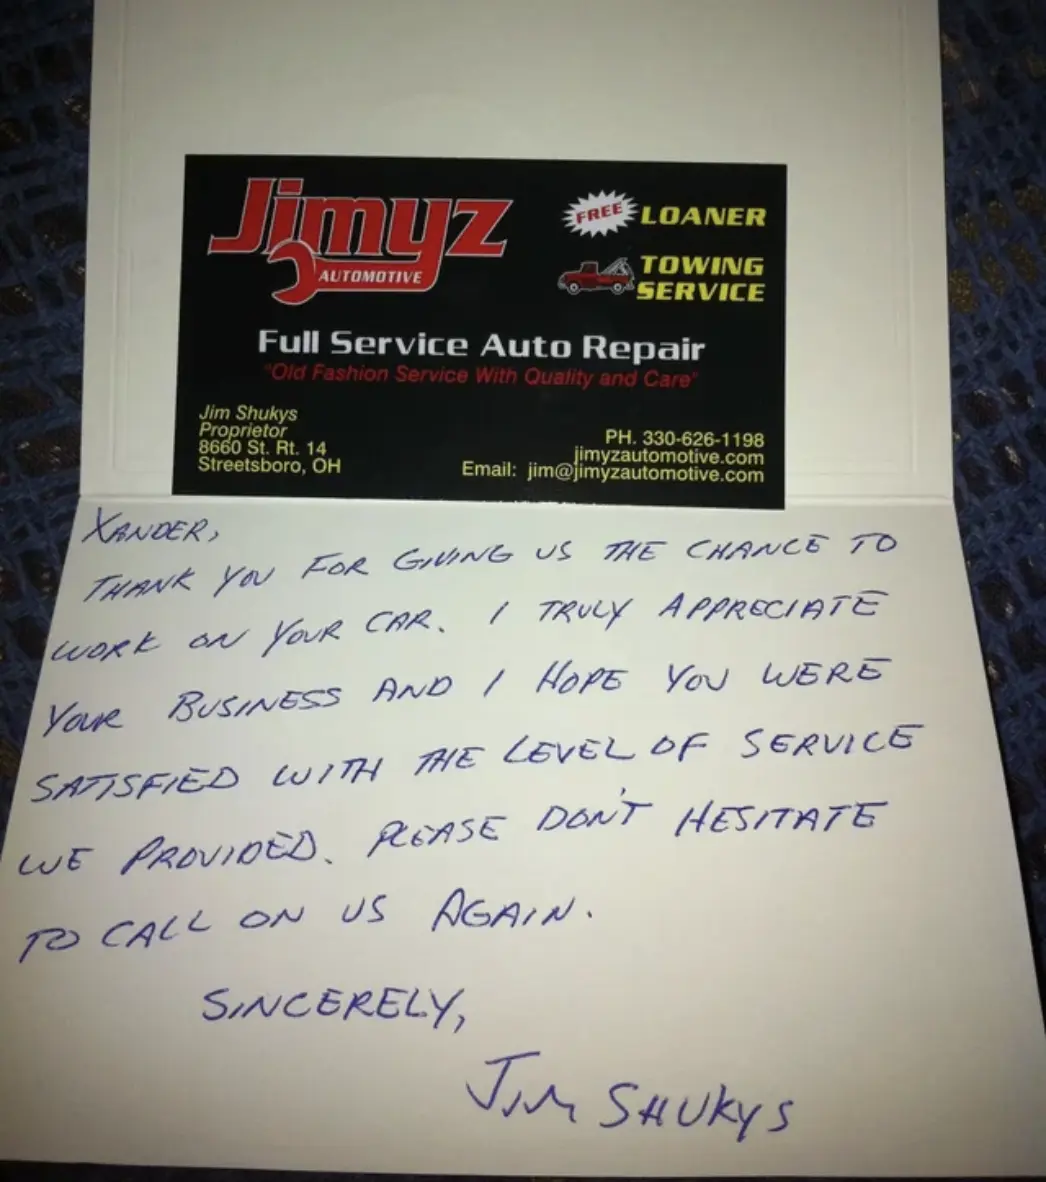 Jimyz
AUTOMOTIVE
FREE LOANER
TOWING
SERVICE
Full Service Auto Repair
"Old Fashion Service With Quality and Care"
Jim Shukys
Proprietor
8660 St. Rt. 14
Streetsboro, OH
PH. 330-626-1198
jimyzautomotive.com
Email: jim@jimyzautomotive.com
XANDER,
THANK YOU FOR GIVING US THE CHANCE TO
WORK ON YOUR CAR. I TRULY APPRECIATE
YOUR BUSINESS AND I HOPE YOU WERE
SATISFIED WITH THE LEVEL OF SERVICE
WE PROVIDED. PLEASE DON'T HESITATE
TO CALL ON US AGAIN.
SINCERELY,
JIM SHUKYS